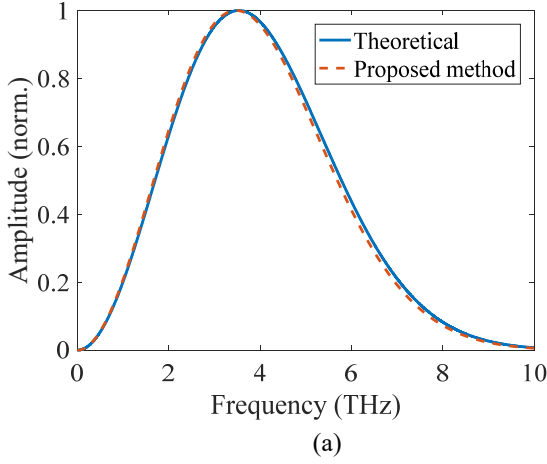 1
0.8
0.6
0.4
0.2
0
Amplitude (norm.)
Theoretical
Proposed method
0 2 4 6 8 10
Frequency (THz)
(a)